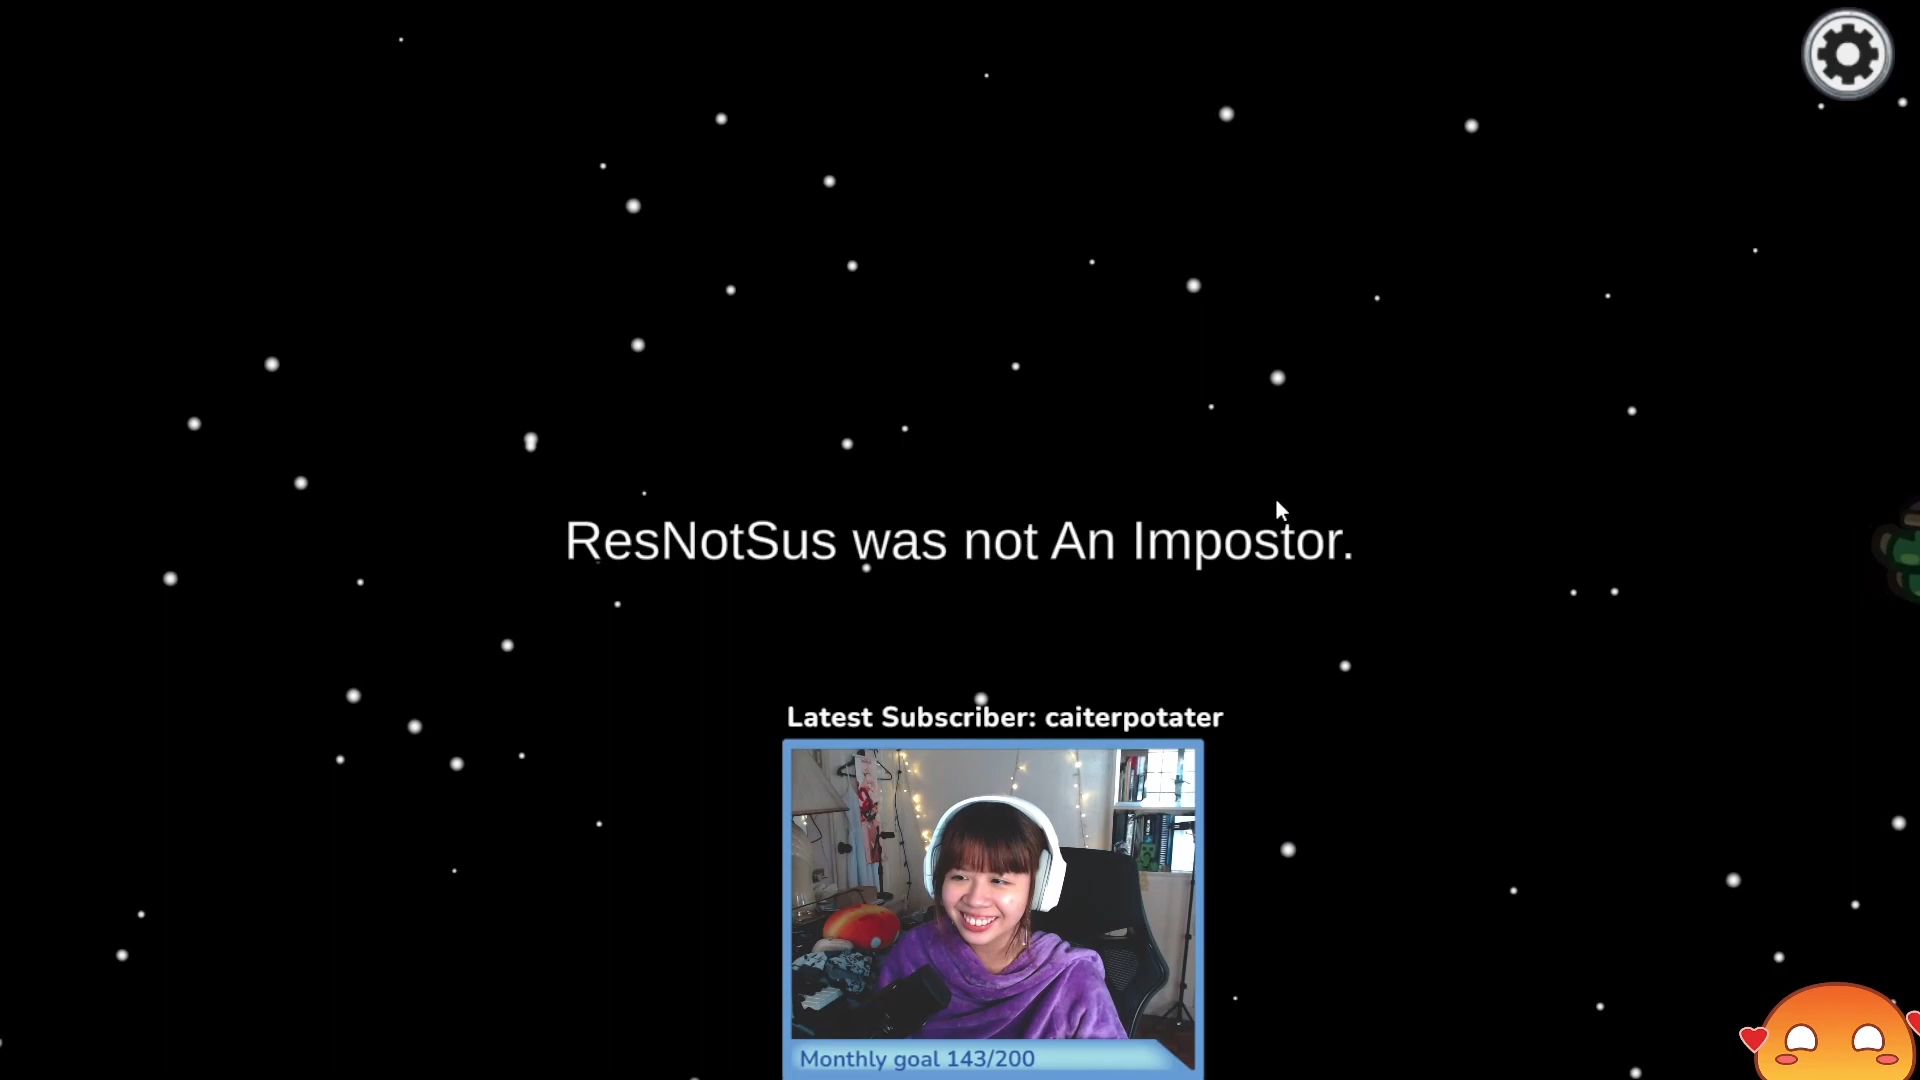 ResNotSus was not An Impostor.
Latest Subscriber: caiterpotater
Monthly goal 143/200